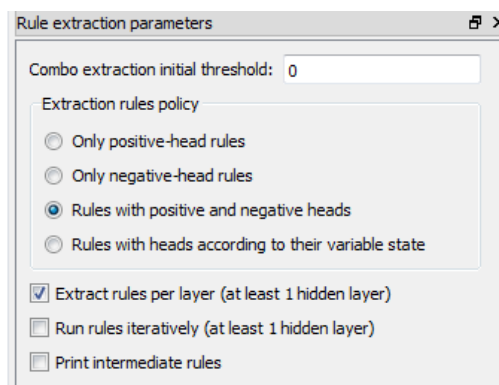 Rule extraction parameters
Combo extraction initial threshold: 0
Extraction rules policy
Only positive-head rules
Only negative-head rules
Rules with positive and negative heads
Rules with heads according to their variable state
Extract rules per layer (at least 1 hidden layer)
Run rules iteratively (at least 1 hidden layer)
Print intermediate rules